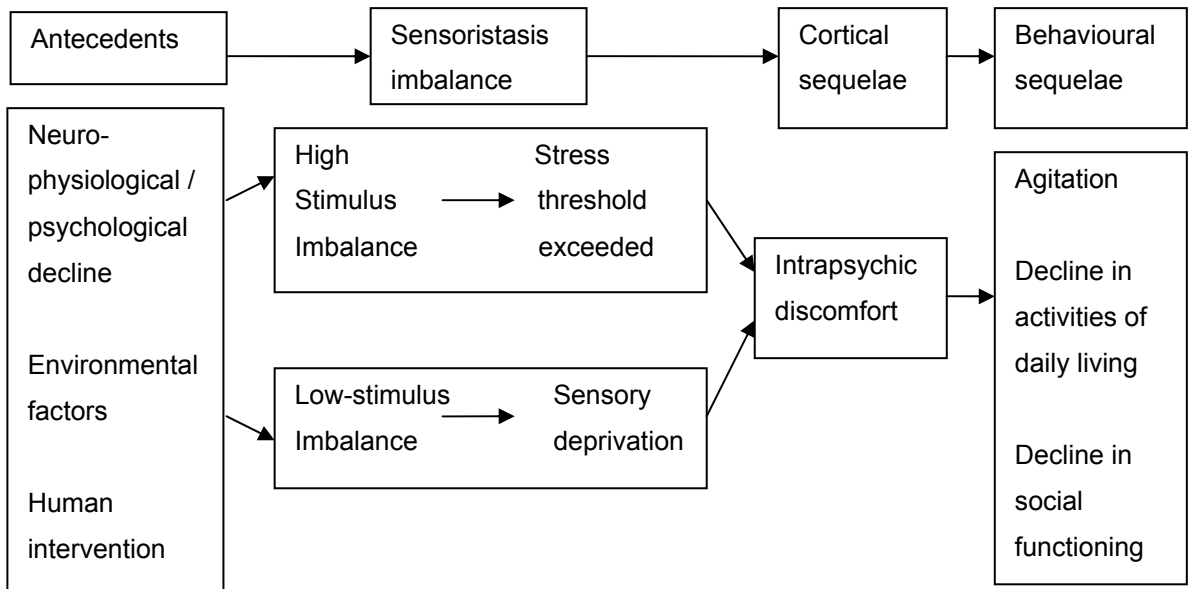 Antecedents
Sensoristasis
imbalance
Cortical
sequelae
Behavioural
sequelae
Neuro-
physiological /
psychological
decline
Environmental
factors
Human
intervention
High
Stimulus
Imbalance
Stress
threshold
exceeded
Low-stimulus
Imbalance
Sensory
deprivation
Intrapsychic
discomfort
Agitation
Decline in
activities of
daily living
Decline in
social
functioning